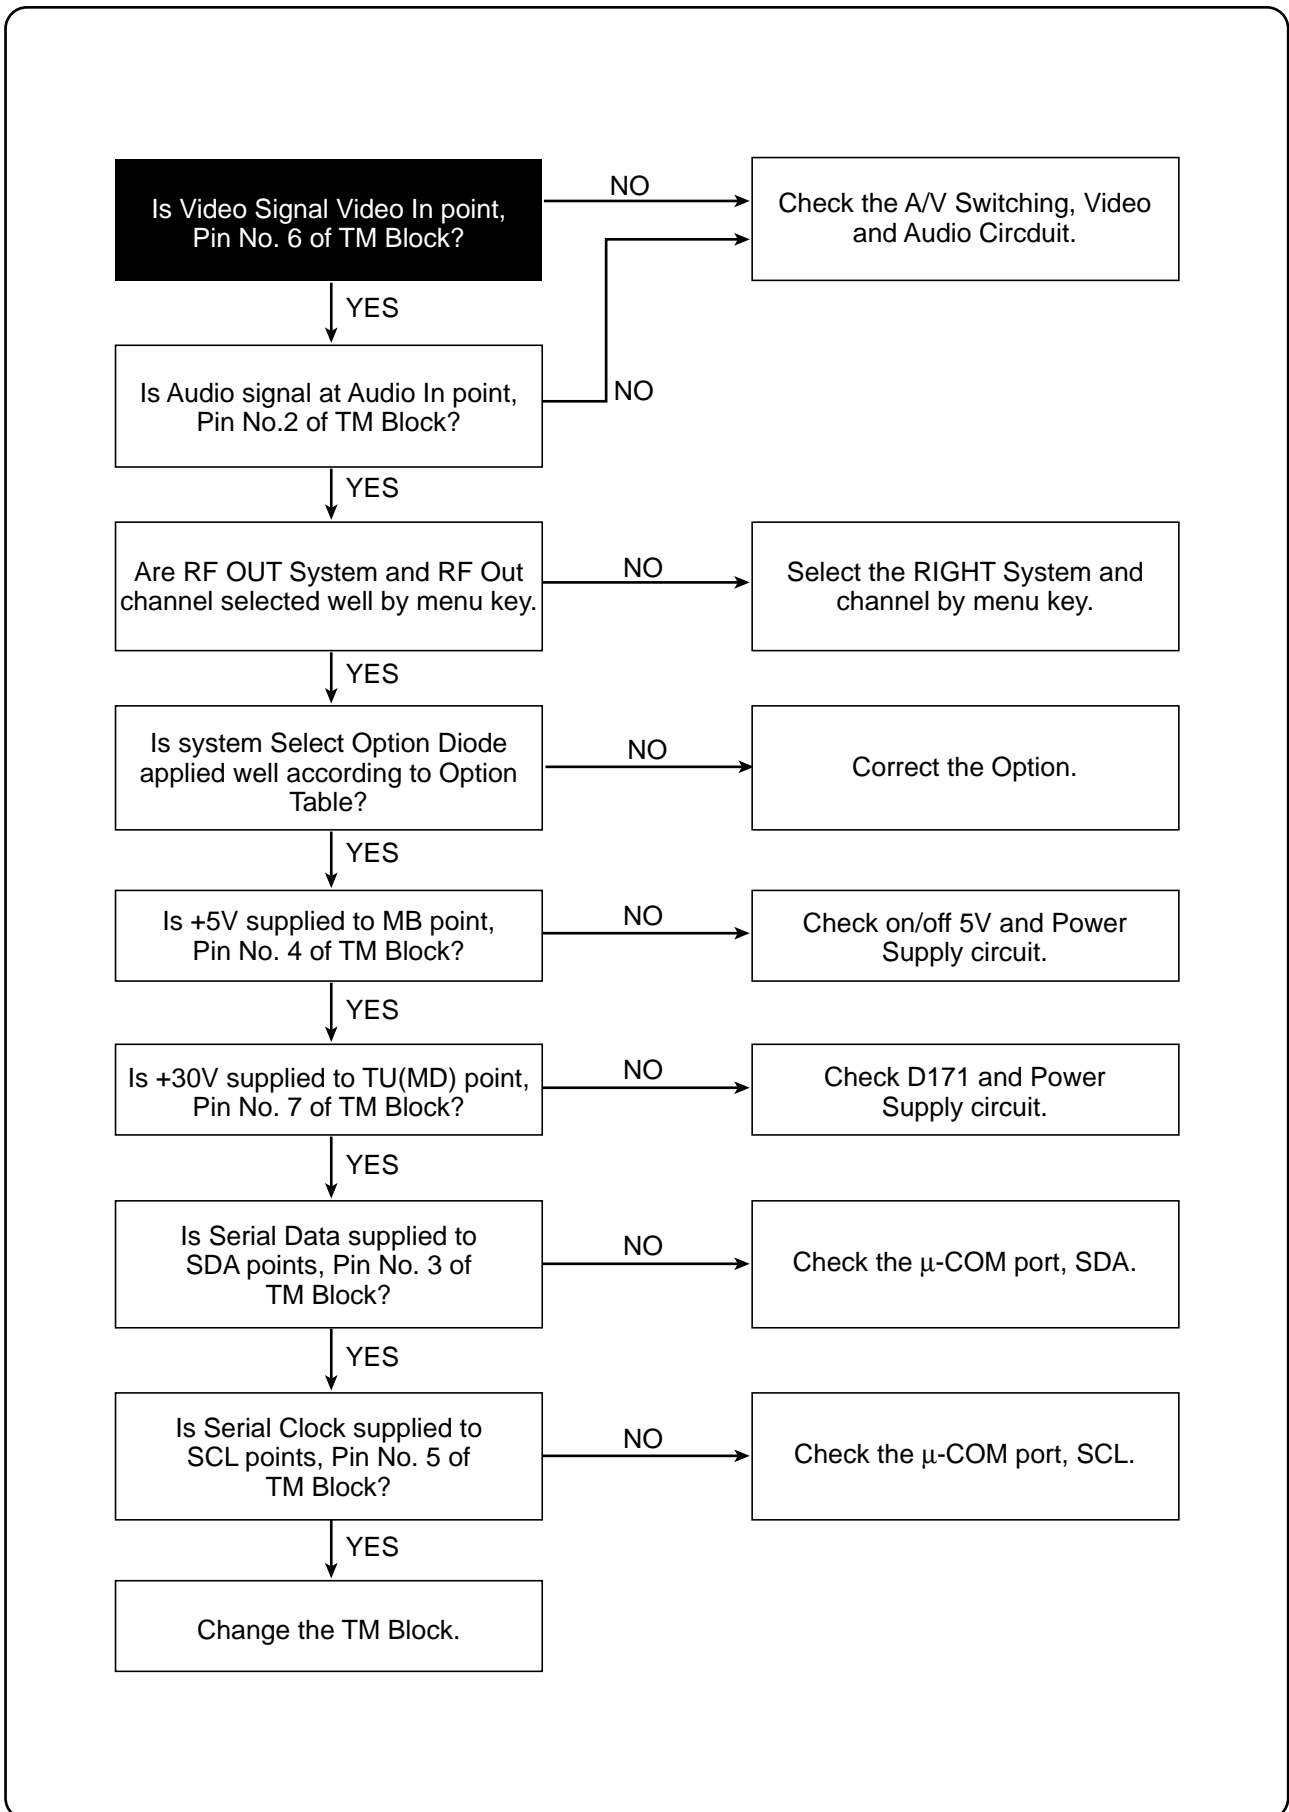 Is Video Signal Video In point,
Pin No. 6 of TM Block?
NO
Check the A/V Switching, Video
and Audio Circduit.
YES
Is Audio signal at Audio In point,
Pin No.2 of TM Block?
NO
YES
Are RF OUT System and RF Out
channel selected well by menu key.
NO
Select the RIGHT System and
channel by menu key.
YES
Is system Select Option Diode
applied well according to Option
Table?
NO
Correct the Option.
YES
Is +5V supplied to MB point,
Pin No. 4 of TM Block?
NO
Check on/off 5V and Power
Supply circuit.
YES
Is +30V supplied to TU(MD) point,
Pin No. 7 of TM Block?
NO
Check D171 and Power
Supply circuit.
YES
Is Serial Data supplied to
SDA points, Pin No. 3 of
TM Block?
NO
Check the μ-COM port, SDA.
YES
Is Serial Clock supplied to
SCL points, Pin No. 5 of
TM Block?
NO
Check the μ-COM port, SCL.
YES
Change the TM Block.